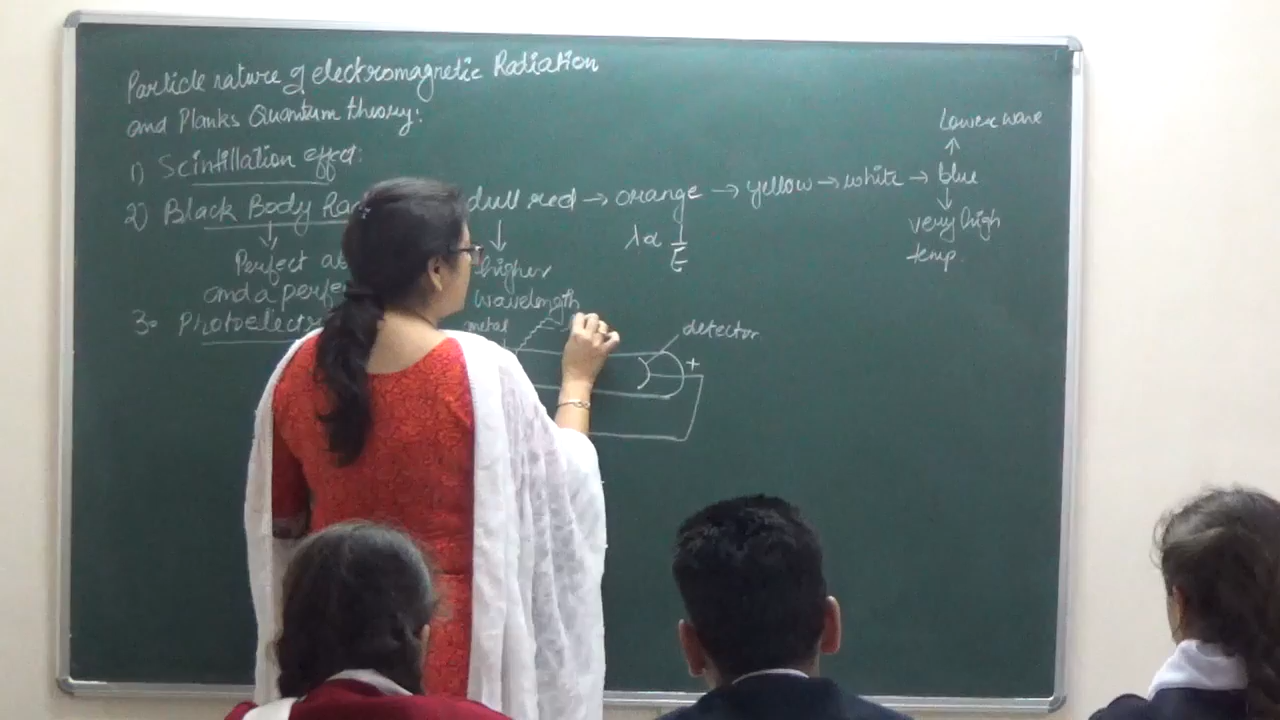 Particle nature of electromagnetic Radiation
and Planks Quantum theory:
1) Scintillation effect:
2) Black Body Ra
dull red → orange → yellow → white → blue
Lower wave
very high
temp.
λ ∝ 1/E
Perfect ab
and a perfe
higher
wavelength
3. Photoelectr
metal
detector
+